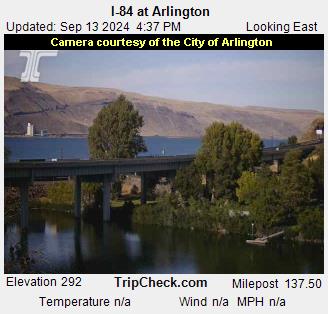 I-84 at Arlington
Updated: Sep 13 2024 4:37 PM Looking East
Camera courtesy of the City of Arlington
Elevation 292 TripCheck.com Milepost 137.50
Temperature n/a Wind n/a MPH n/a